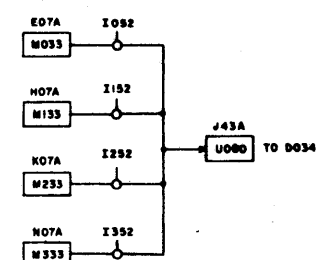 E07A I052
M033
H07A I152
M133
J43A
U080 TO D034
K07A I252
M233
N07A I352
M333